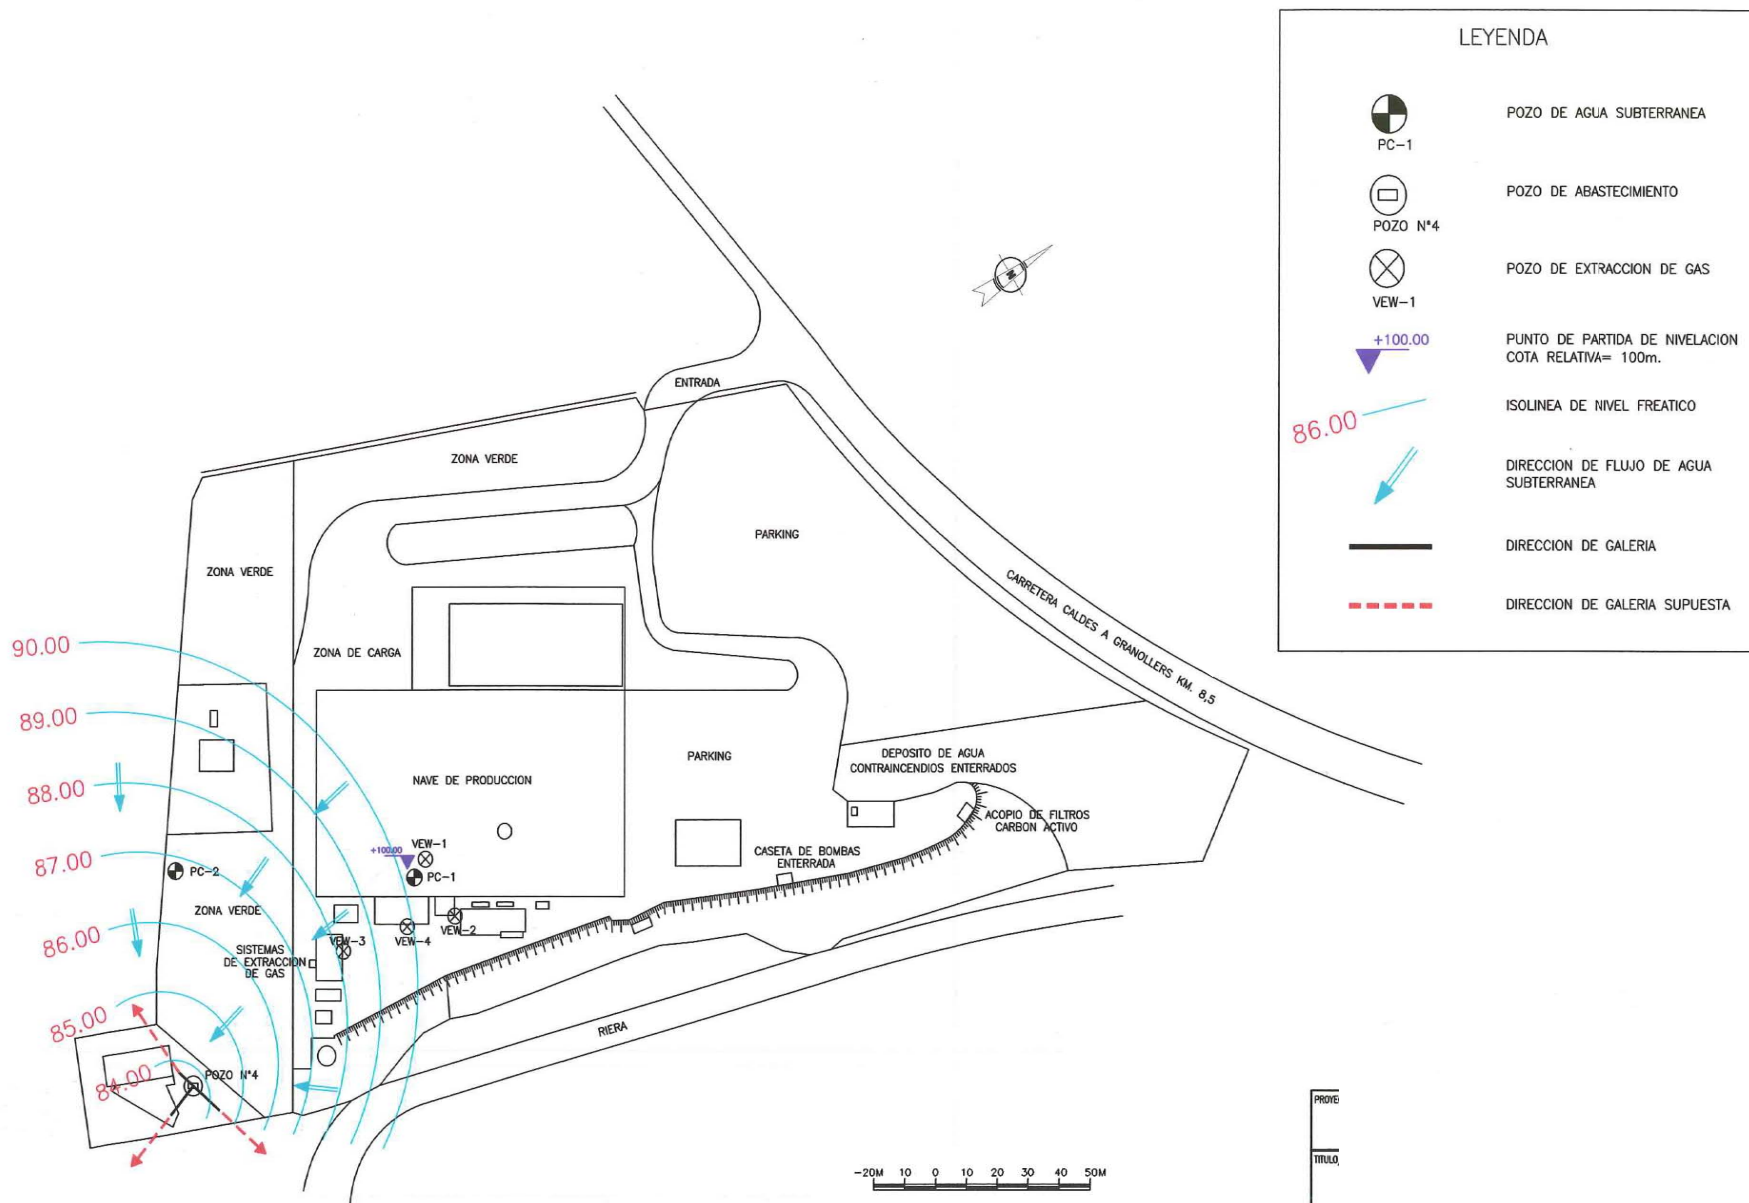 LEYENDA
PC-1
POZO DE AGUA SUBTERRANEA
POZO N°4
POZO DE ABASTECIMIENTO
VEW-1
POZO DE EXTRACCION DE GAS
+100.00
PUNTO DE PARTIDA DE NIVELACION
COTA RELATIVA= 100m.
86.00
ISOLINEA DE NIVEL FREATICO
DIRECCION DE FLUJO DE AGUA
SUBTERRANEA
DIRECCION DE GALERIA
DIRECCION DE GALERIA SUPUESTA
N
ENTRADA
ZONA VERDE
PARKING
ZONA VERDE
CARRETERA CALDES A GRANOLLERS KM. 8,5
ZONA DE CARGA
90.00
89.00
88.00
87.00
86.00
85.00
84.00
NAVE DE PRODUCCION
PARKING
DEPOSITO DE AGUA
CONTRAINCENDIOS ENTERRADOS
ACOPIO DE FILTROS
CARBON ACTIVO
CASETA DE BOMBAS
ENTERRADA
+100.00
VEW-1
PC-1
PC-2
ZONA VERDE
VEW-2
VEW-4
VEW-3
SISTEMAS
DE EXTRACCION
DE GAS
RIERA
POZO N°4
-20M 10 0 10 20 30 40 50M
PROYE
TITULO